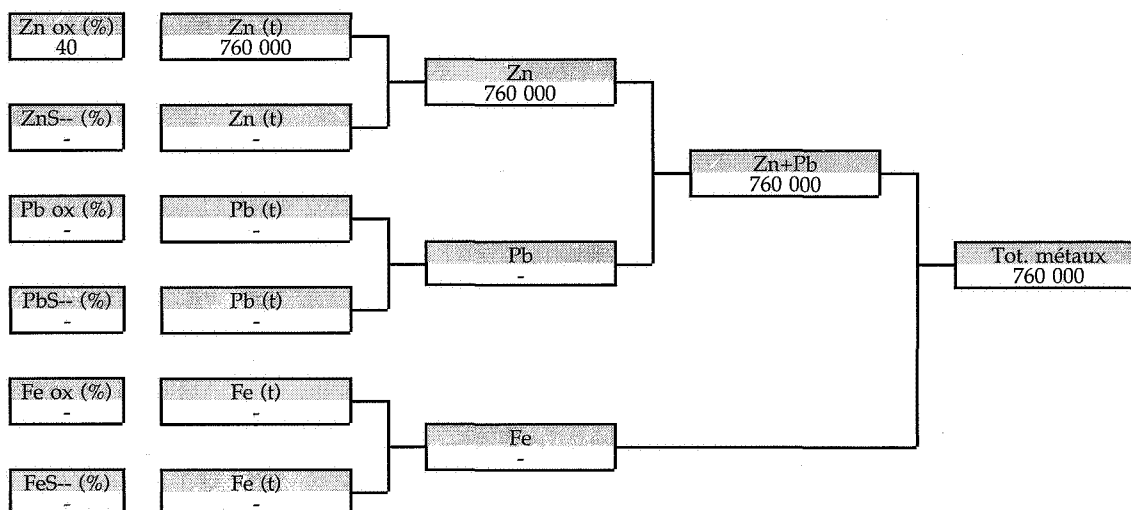 Zn ox (%)
40
Zn (t)
760 000
Zn
760 000
ZnS-- (%)
-
Zn (t)
-
Zn+Pb
760 000
Pb ox (%)
-
Pb (t)
-
Pb
-
Tot. métaux
760 000
PbS-- (%)
-
Pb (t)
-
Fe ox (%)
-
Fe (t)
-
Fe
-
FeS-- (%)
-
Fe (t)
-